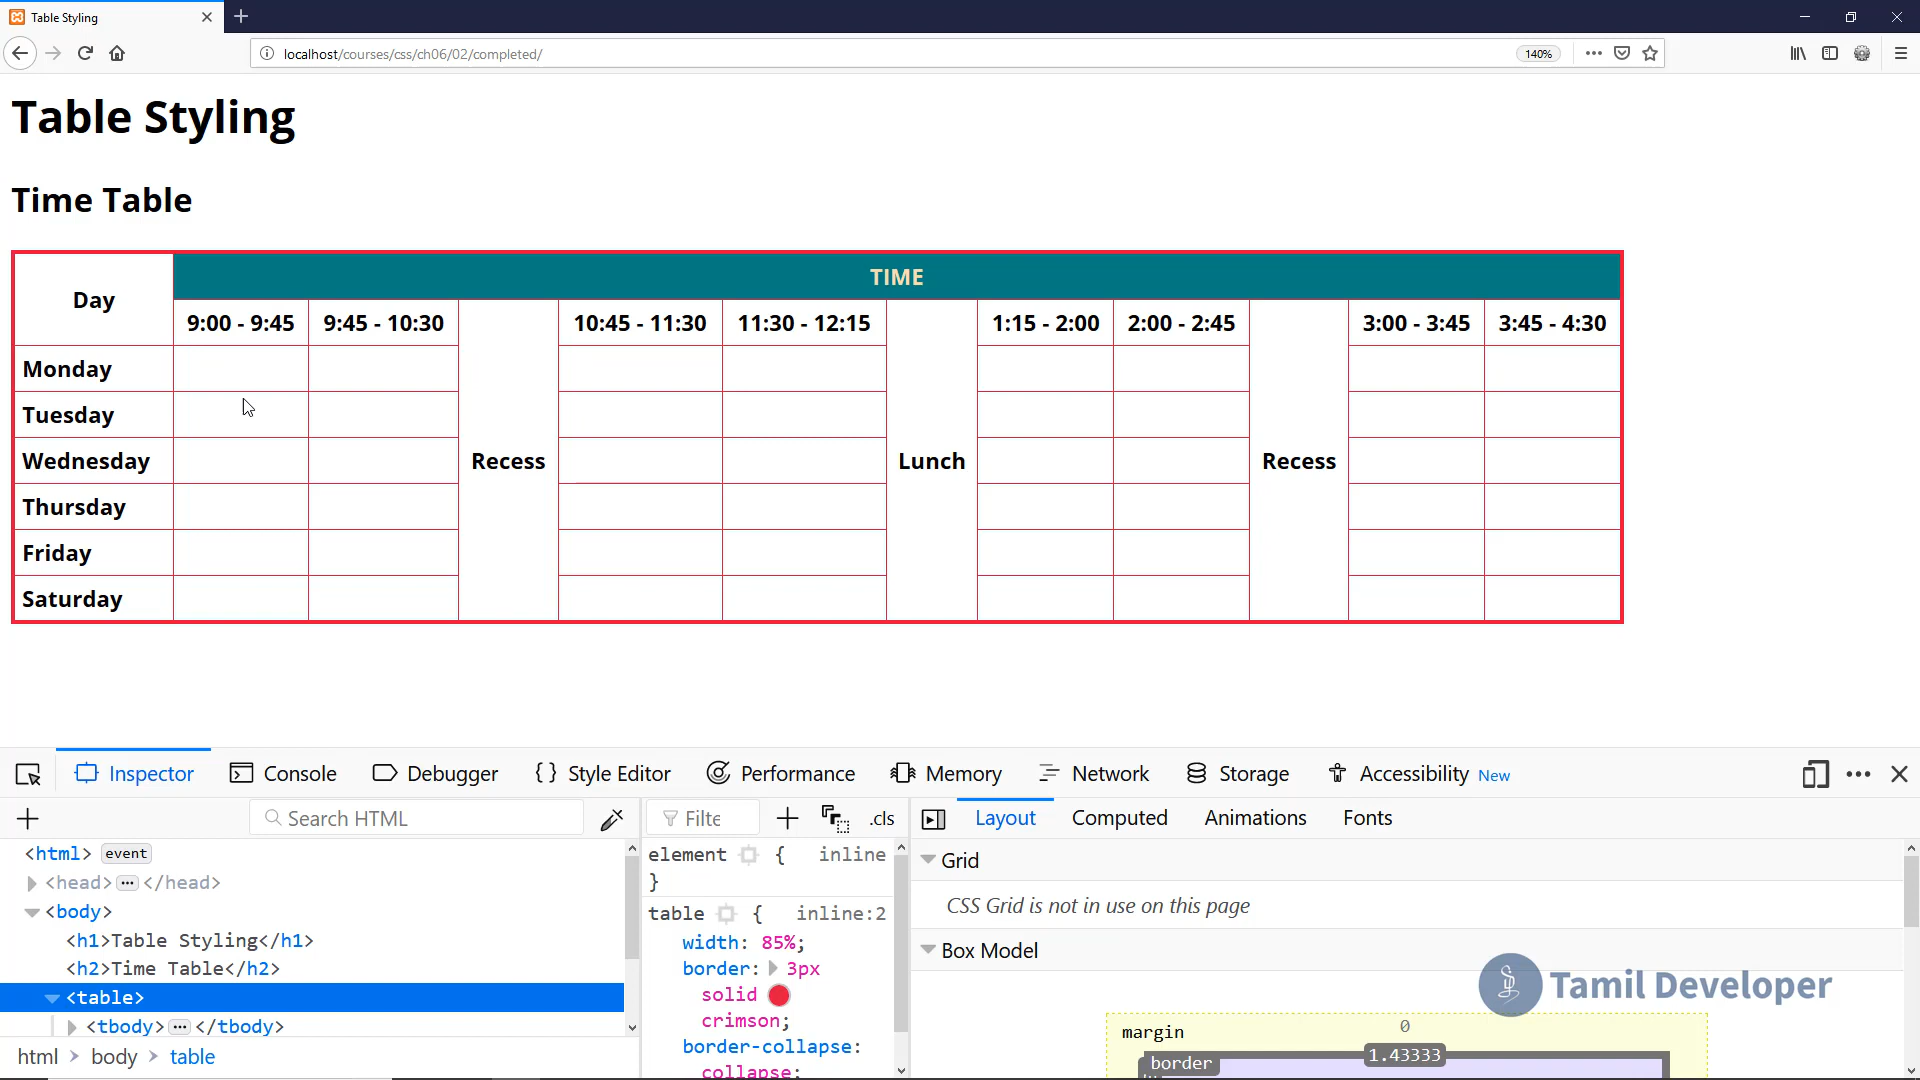 Table Styling
localhost/courses/css/ch06/02/completed/
140%
Table Styling
Time Table
Day
TIME
9:00 - 9:45
9:45 - 10:30
10:45 - 11:30
11:30 - 12:15
1:15 - 2:00
2:00 - 2:45
3:00 - 3:45
3:45 - 4:30
Monday
Tuesday
Wednesday
Recess
Lunch
Recess
Thursday
Friday
Saturday
Inspector
Console
Debugger
Style Editor
Performance
Memory
Network
Storage
Accessibility New
Search HTML
Filte
.cls
Layout
Computed
Animations
Fonts
<html> event
<head> ••• </head>
<body>
<h1>Table Styling</h1>
<h2>Time Table</h2>
<table>
<tbody> ••• </tbody>
html > body > table
element { inline
}
table { inline:2
width: 85%;
border: 3px
solid
crimson;
border-collapse:
collapse;
Grid
CSS Grid is not in use on this page
Box Model
margin
0
border
1.43333
Tamil Developer